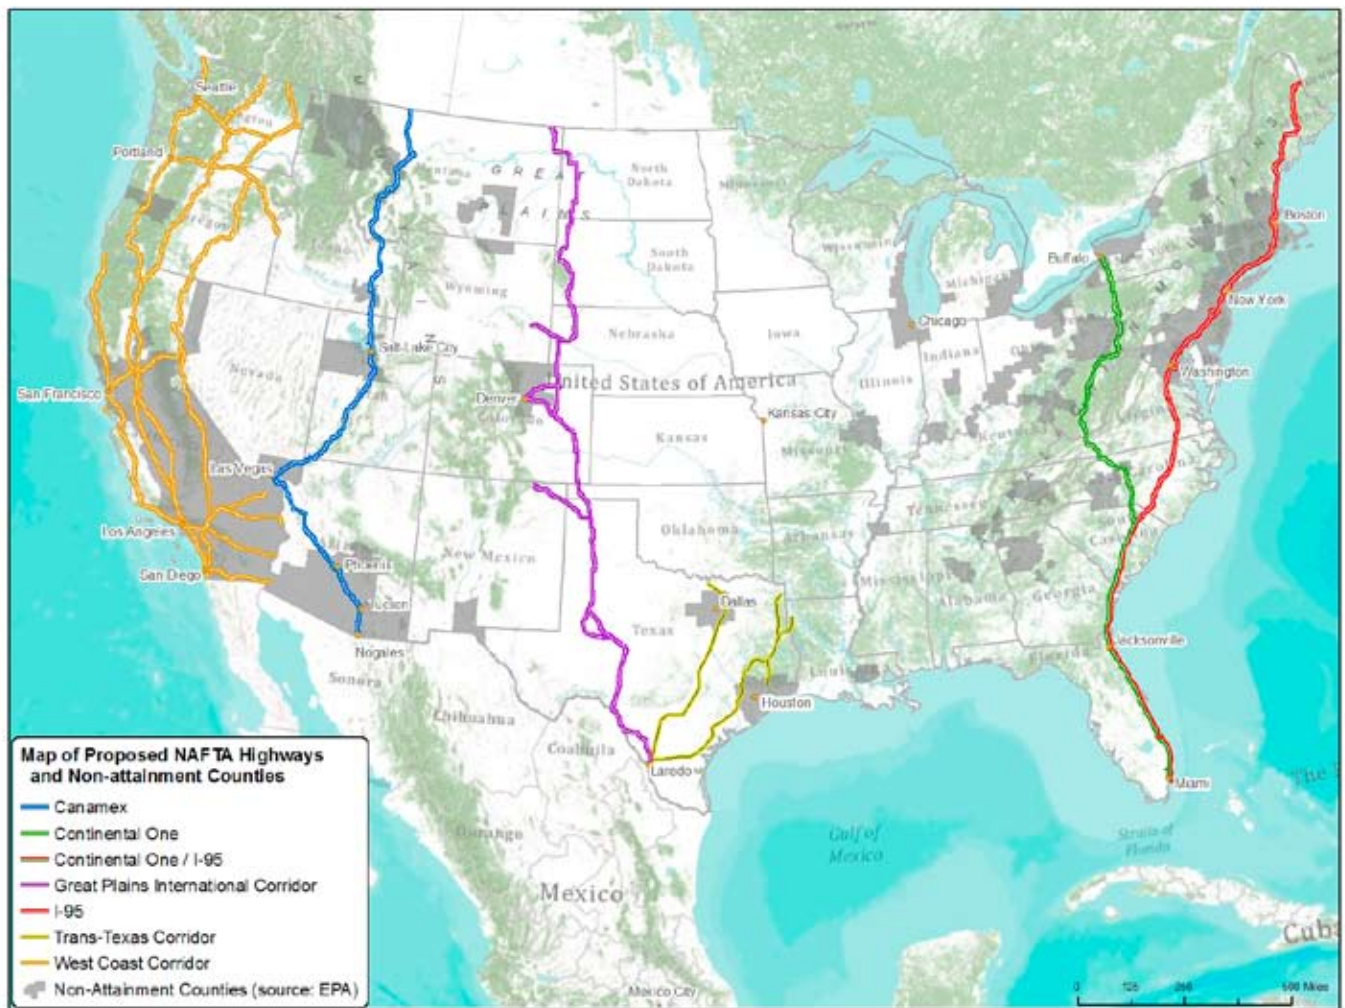 Seattle
Portland
GREAT
PLAINS
North
Dakota
South
Dakota
Wyoming
Nebraska
Iowa
Wisconsin
Michigan
Buffalo
Boston
New York
Chicago
Indiana
Illinois
Washington
Salt Lake City
Nevada
San Francisco
Denver
United States of America
Kansas City
Kansas
Las Vegas
Los Angeles
San Diego
Phoenix
Tucson
Nogales
New Mexico
Oklahoma
Arkansas
Tennessee
Mississippi
Alabama
Georgia
Texas
Dallas
Houston
Laredo
Jacksonville
Florida
Miami
Sonora
Chihuahua
Coahuila
Durango
Mexico
Mexico City
Gulf of
Mexico
Straits of
Florida
Map of Proposed NAFTA Highways
and Non-attainment Counties
Canamex
Continental One
Continental One / I-95
Great Plains International Corridor
I-95
Trans-Texas Corridor
West Coast Corridor
Non-Attainment Counties (source: EPA)
0
500 Miles